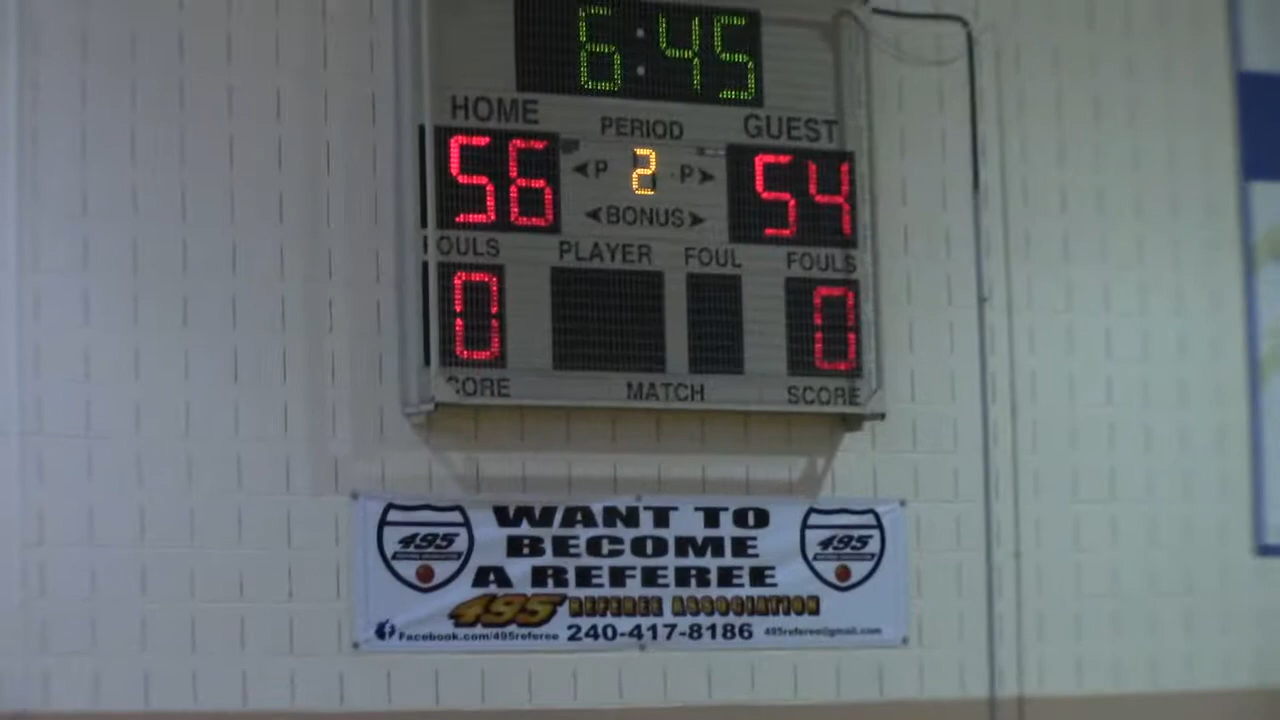 6:45
HOME PERIOD GUEST
56 ◄P 2 P► 54
◄BONUS►
OULS PLAYER FOUL FOULS
0 0
CORE MATCH SCORE
WANT TO
BECOME
A REFEREE
495 495
495 REFEREE ASSOCIATION
Facebook.com/495referee 240-417-8186 495referee@gmail.com